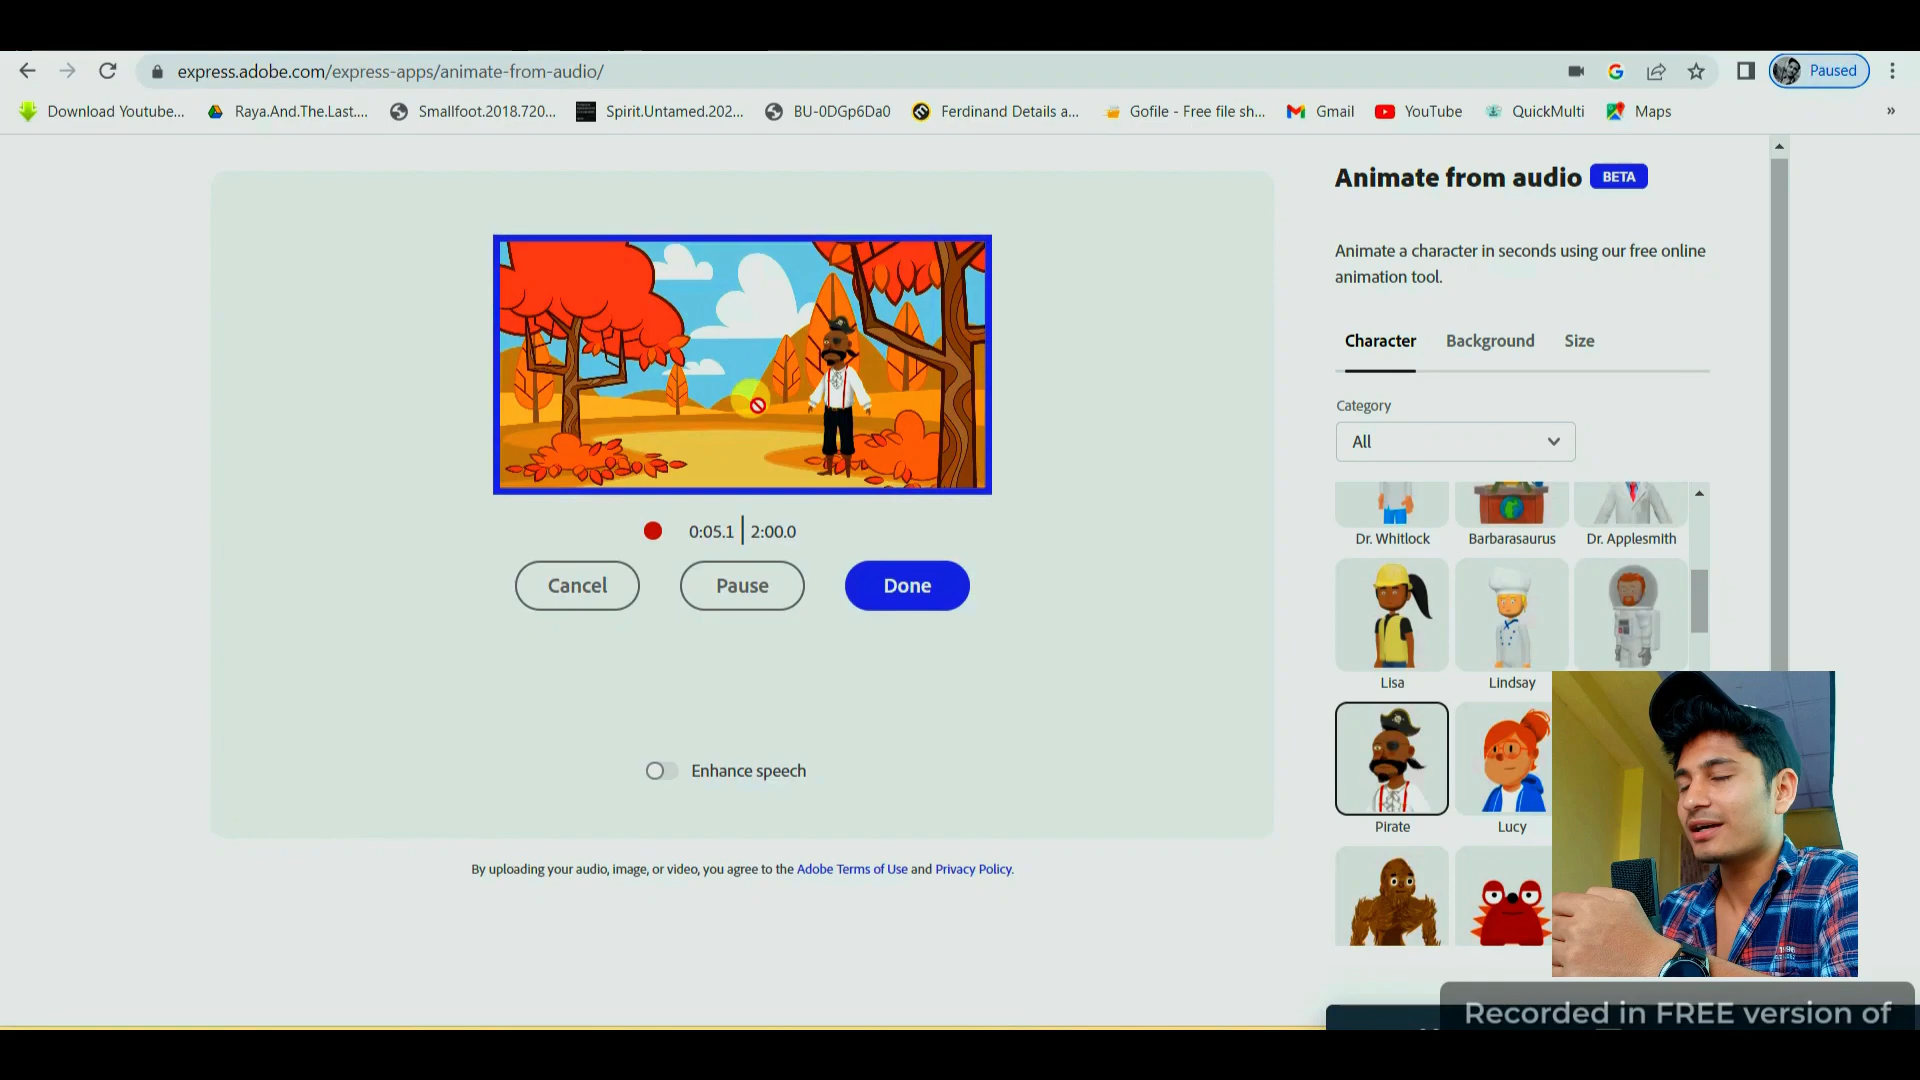 express.adobe.com/express-apps/animate-from-audio/
Paused
Download Youtube...
Raya.And.The.Last....
Smallfoot.2018.720...
Spirit.Untamed.202...
BU-0DGp6Da0
Ferdinand Details a...
Gofile - Free file sh...
Gmail
YouTube
QuickMulti
Maps
»
Animate from audio BETA
Animate a character in seconds using our free online
animation tool.
Character Background Size
Category
All
Dr. Whitlock Barbarasaurus Dr. Applesmith
Lisa Lindsay
Pirate Lucy
0:05.1 | 2:00.0
Cancel Pause Done
Enhance speech
By uploading your audio, image, or video, you agree to the Adobe Terms of Use and Privacy Policy.
Recorded in FREE version of